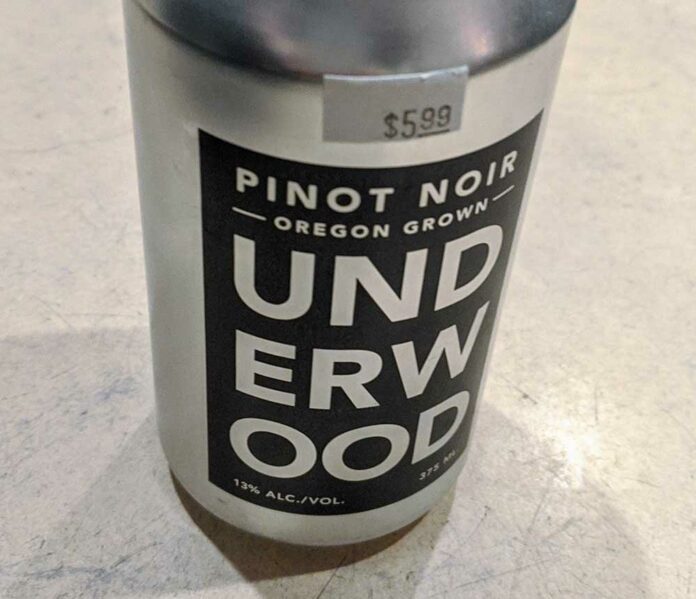 $5.99
PINOT NOIR
OREGON GROWN
UND
ERW
OOD
13% ALC./VOL.
375 ML